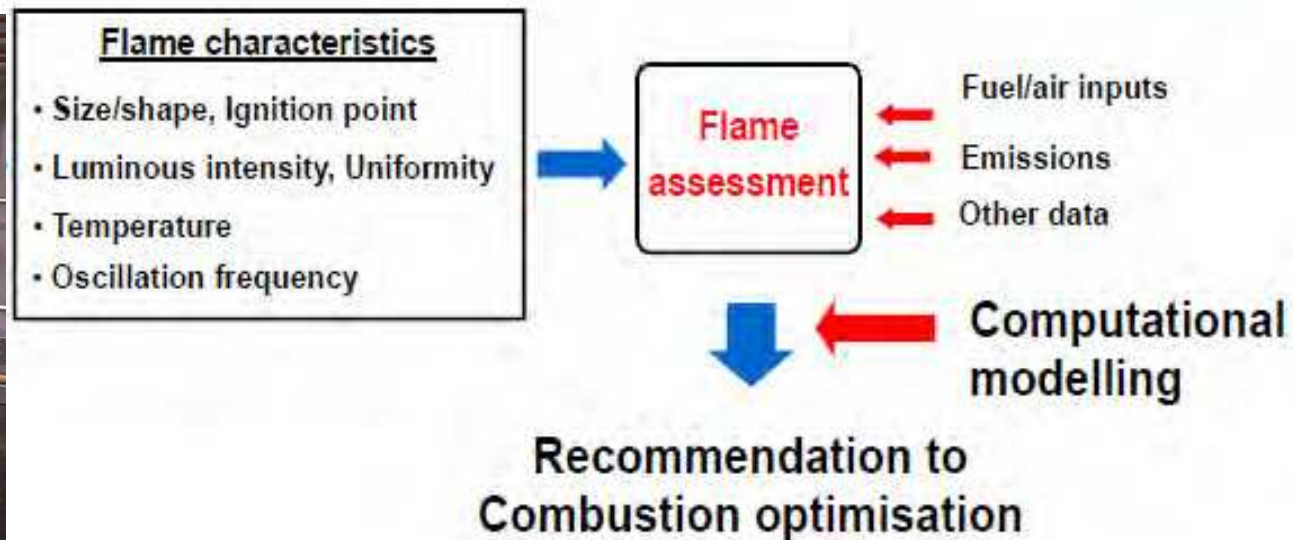 Flame characteristics
• Size/shape, Ignition point
• Luminous intensity, Uniformity
• Temperature
• Oscillation frequency
Flame
assessment
Fuel/air inputs
Emissions
Other data
Computational
modelling
Recommendation to
Combustion optimisation